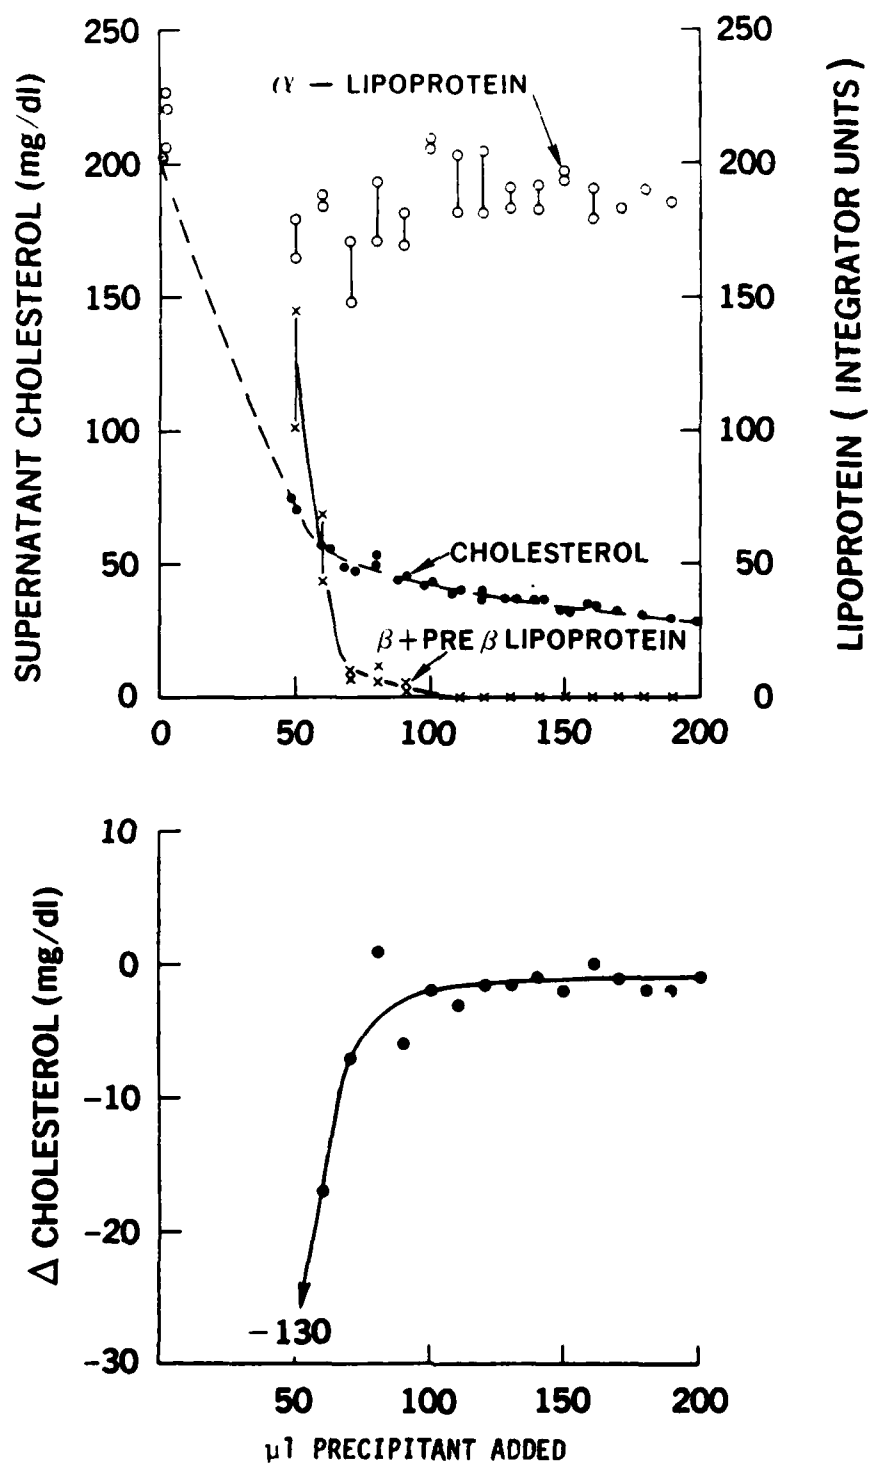 250
200
150
100
50
0
SUPERNATANT CHOLESTEROL (mg/dl)
α – LIPOPROTEIN
CHOLESTEROL
β+PRE β LIPOPROTEIN
250
200
150
100
50
0
LIPOPROTEIN ( INTEGRATOR UNITS )
0 50 100 150 200
10
0
-10
-20
-30
Δ CHOLESTEROL (mg/dl)
-130
50 100 150 200
μl PRECIPITANT ADDED